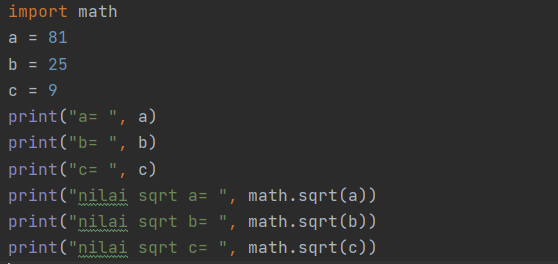 import math
a = 81
b = 25
c = 9
print("a= ", a)
print("b= ", b)
print("c= ", c)
print("nilai sqrt a= ", math.sqrt(a))
print("nilai sqrt b= ", math.sqrt(b))
print("nilai sqrt c= ", math.sqrt(c))